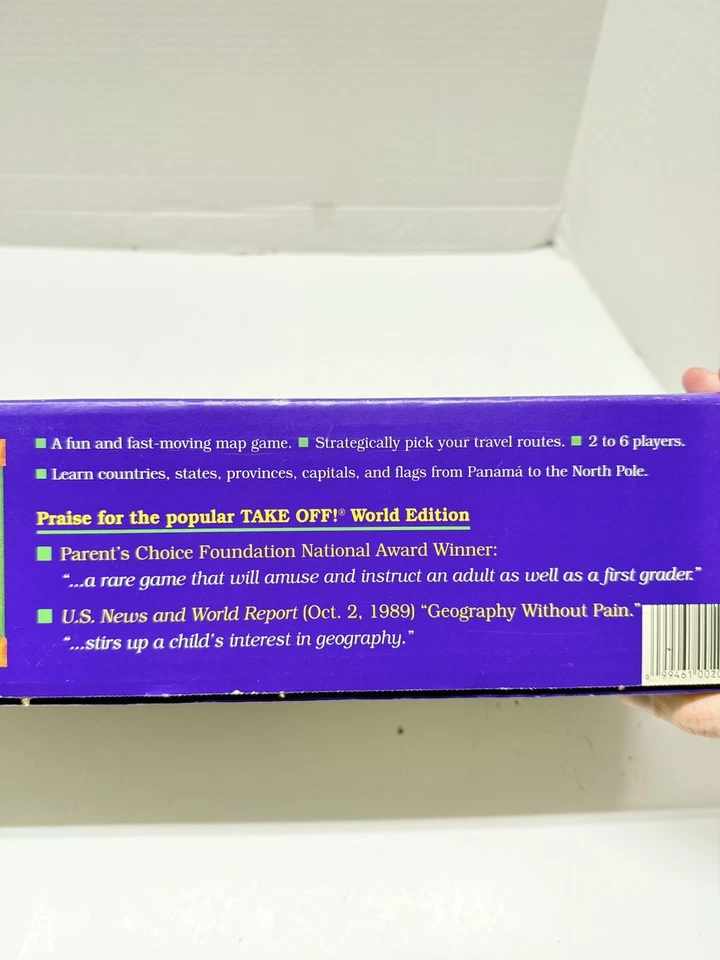 A fun and fast-moving map game. Strategically pick your travel routes. 2 to 6 players.
Learn countries, states, provinces, capitals, and flags from Panamá to the North Pole.
Praise for the popular TAKE OFF!® World Edition
Parent's Choice Foundation National Award Winner:
"...a rare game that will amuse and instruct an adult as well as a first grader."
U.S. News and World Report (Oct. 2, 1989) "Geography Without Pain."
"...stirs up a child's interest in geography."
0 99461 002